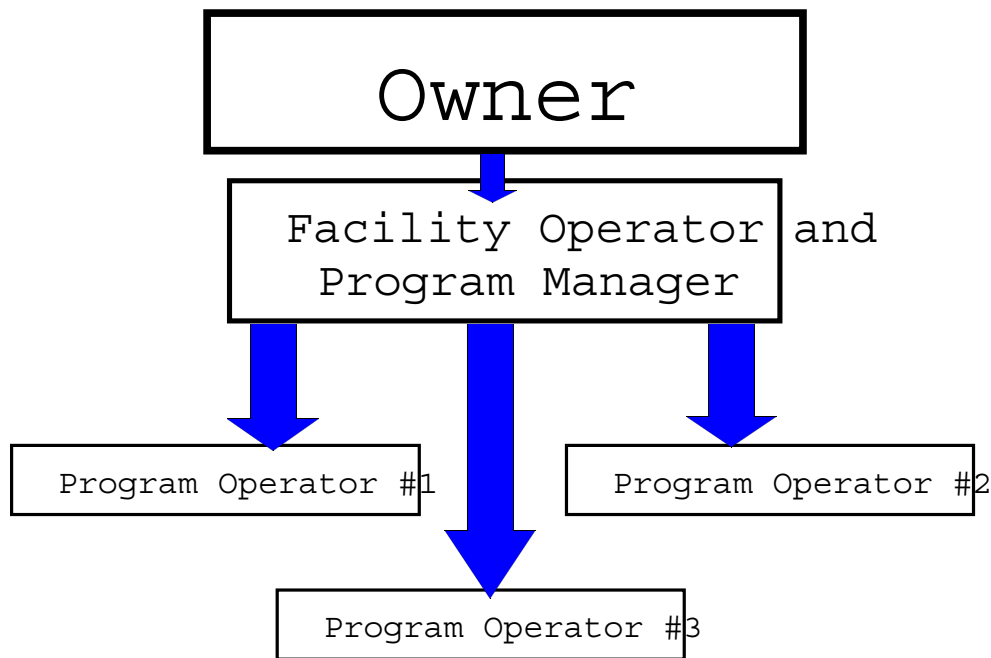 Owner
Facility Operator and
Program Manager
Program Operator #1
Program Operator #2
Program Operator #3